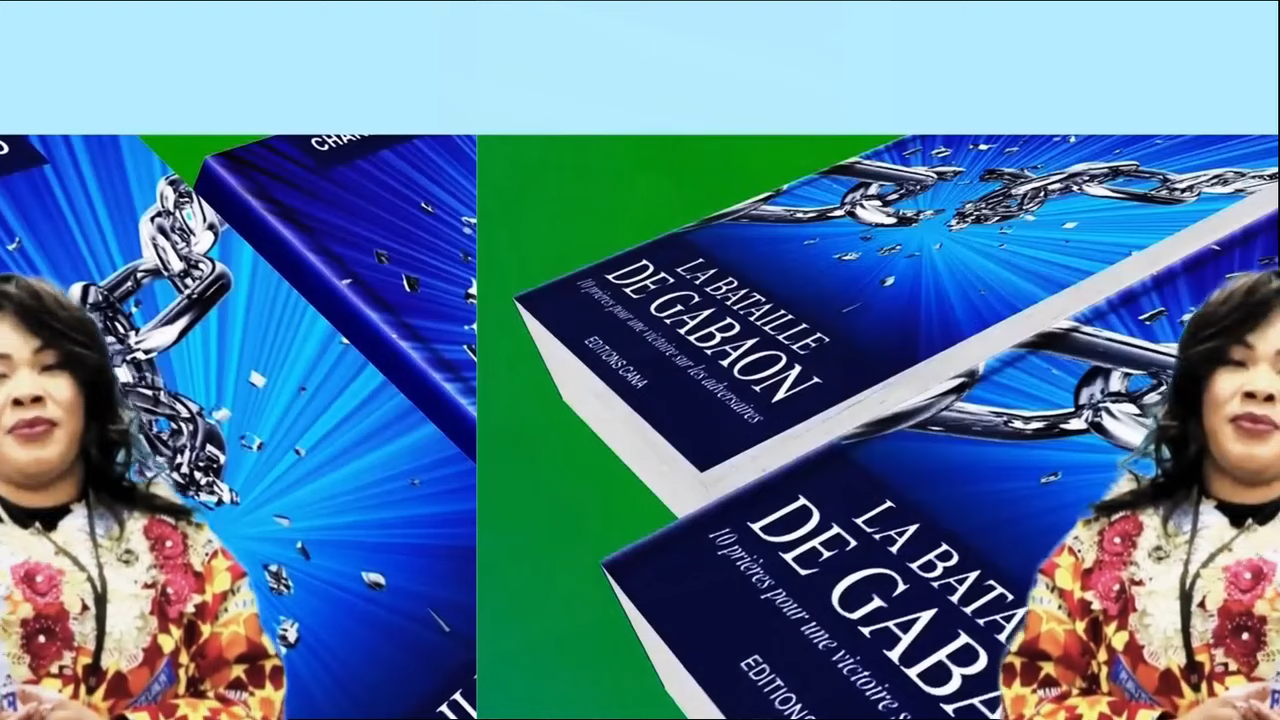 CHAR
LA BATAILLE
DE GABAON
10 prières pour une victoire sur les adversaires
EDITIONS CANA
LA BATA
DE GABA
10 prières pour une victoire s
EDITIONS